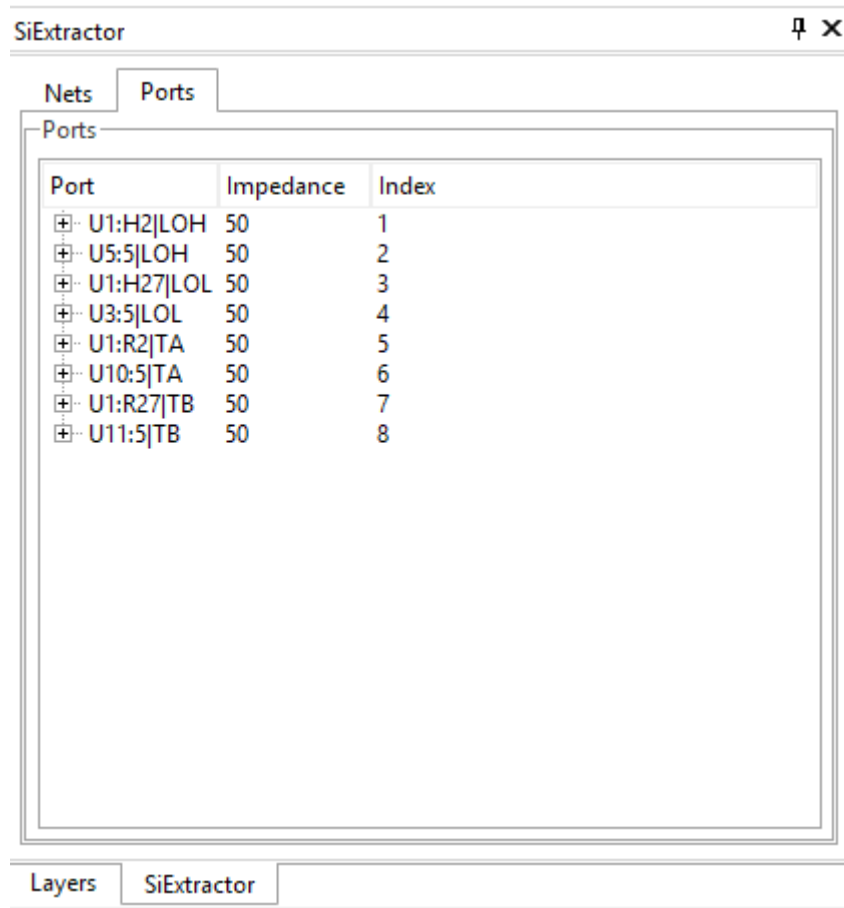 SiExtractor
Nets Ports
Ports
Port Impedance Index
U1:H2|LOH 50 1
U5:5|LOH 50 2
U1:H27|LOL 50 3
U3:5|LOL 50 4
U1:R2|TA 50 5
U10:5|TA 50 6
U1:R27|TB 50 7
U11:5|TB 50 8
Layers SiExtractor